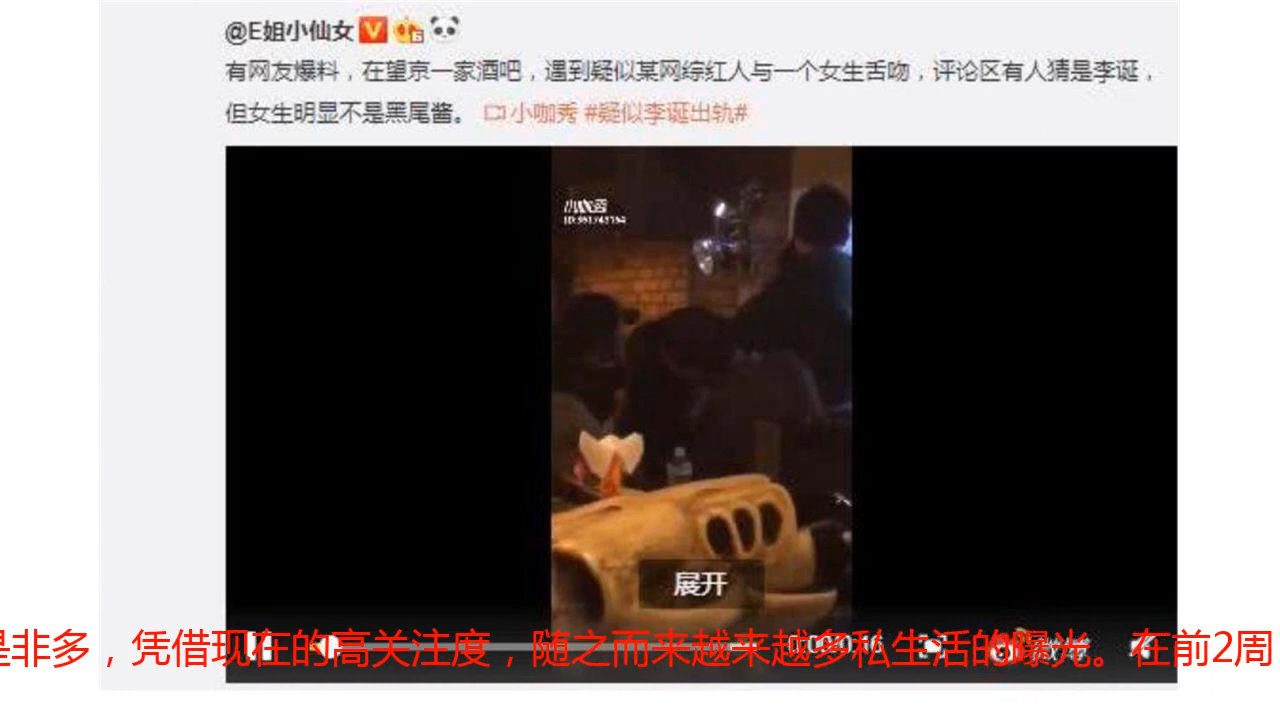 @E姐小仙女
有网友爆料，在望京一家酒吧，遇到疑似某网综红人与一个女生舌吻，评论区有人猜是李诞，
但女生明显不是黑尾酱。 小咖秀 #疑似李诞出轨#
小咖秀
展开
是非多，凭借现在的高关注度，随之而来越来越多私生活的曝光。在前2周